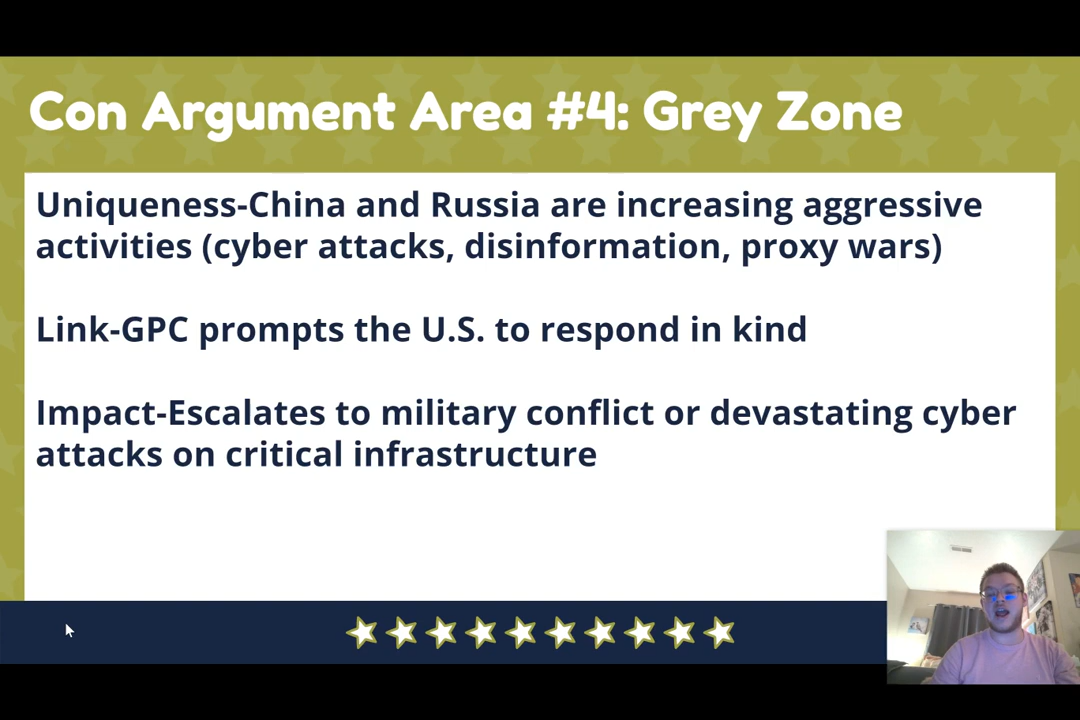 Con Argument Area #4: Grey Zone
Uniqueness-China and Russia are increasing aggressive
activities (cyber attacks, disinformation, proxy wars)
Link-GPC prompts the U.S. to respond in kind
Impact-Escalates to military conflict or devastating cyber
attacks on critical infrastructure